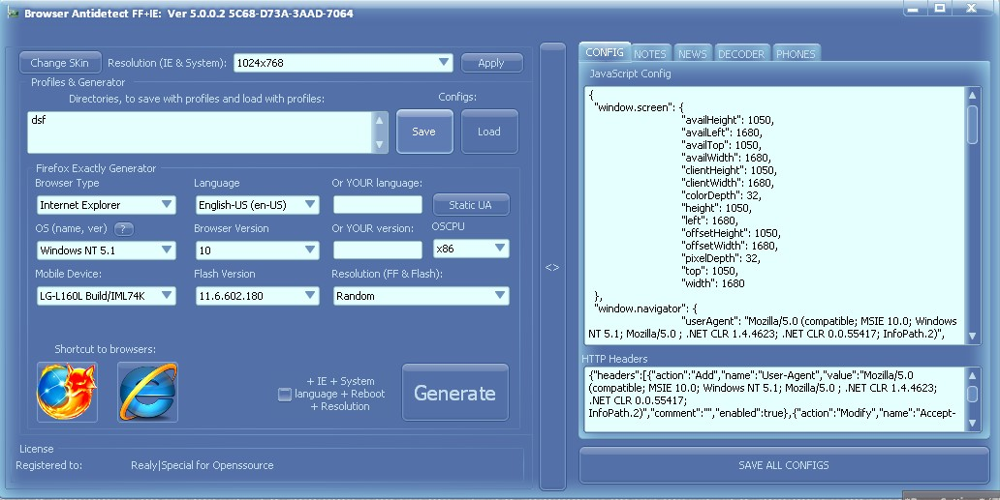 Browser Antidetect FF+IE: Ver 5.0.0.2 5C68-D73A-3AAD-7064
Change SKin
Resolution (IE & System):
1024x768
Apply
Profiles & Generator
Directories, to save with profiles and load with profiles:
Configs:
dsf
Save
Load
Firefox Exactly Generator
Browser Type
Language
Or YOUR language:
Internet Explorer
English-US (en-US)
Static UA
OS (name, ver)
?
Browser Version
Or YOUR version:
OSCPU
Windows NT 5.1
10
x86
Mobile Device:
Flash Version
Resolution (FF & Flash):
LG-L160L Build/IML74K
11.6.602.180
Random
Shortcut to browsers:
+ IE + System
language + Reboot
+ Resolution
Generate
License
Registered to:
Realy|Special for Openssource
<>
CONFIG
NOTES
NEWS
DECODER
PHONES
JavaScript Config
{
"window.screen": {
"availHeight": 1050,
"availLeft": 1680,
"availTop": 1050,
"availWidth": 1680,
"clientHeight": 1050,
"clientWidth": 1680,
"colorDepth": 32,
"height": 1050,
"left": 1680,
"offsetHeight": 1050,
"offsetWidth": 1680,
"pixelDepth": 32,
"top": 1050,
"width": 1680
},
"window.navigator": {
"userAgent": "Mozilla/5.0 (compatible; MSIE 10.0; Windows
NT 5.1; Mozilla/5.0 ; .NET CLR 1.4.4623; .NET CLR 0.0.55417; InfoPath.2)",
HTTP Headers
{"headers":[{"action":"Add","name":"User-Agent","value":"Mozilla/5.0
(compatible; MSIE 10.0; Windows NT 5.1; Mozilla/5.0 ; .NET CLR 1.4.4623;
.NET CLR 0.0.55417;
InfoPath.2)","comment":"","enabled":true},{"action":"Modify","name":"Accept-
SAVE ALL CONFIGS